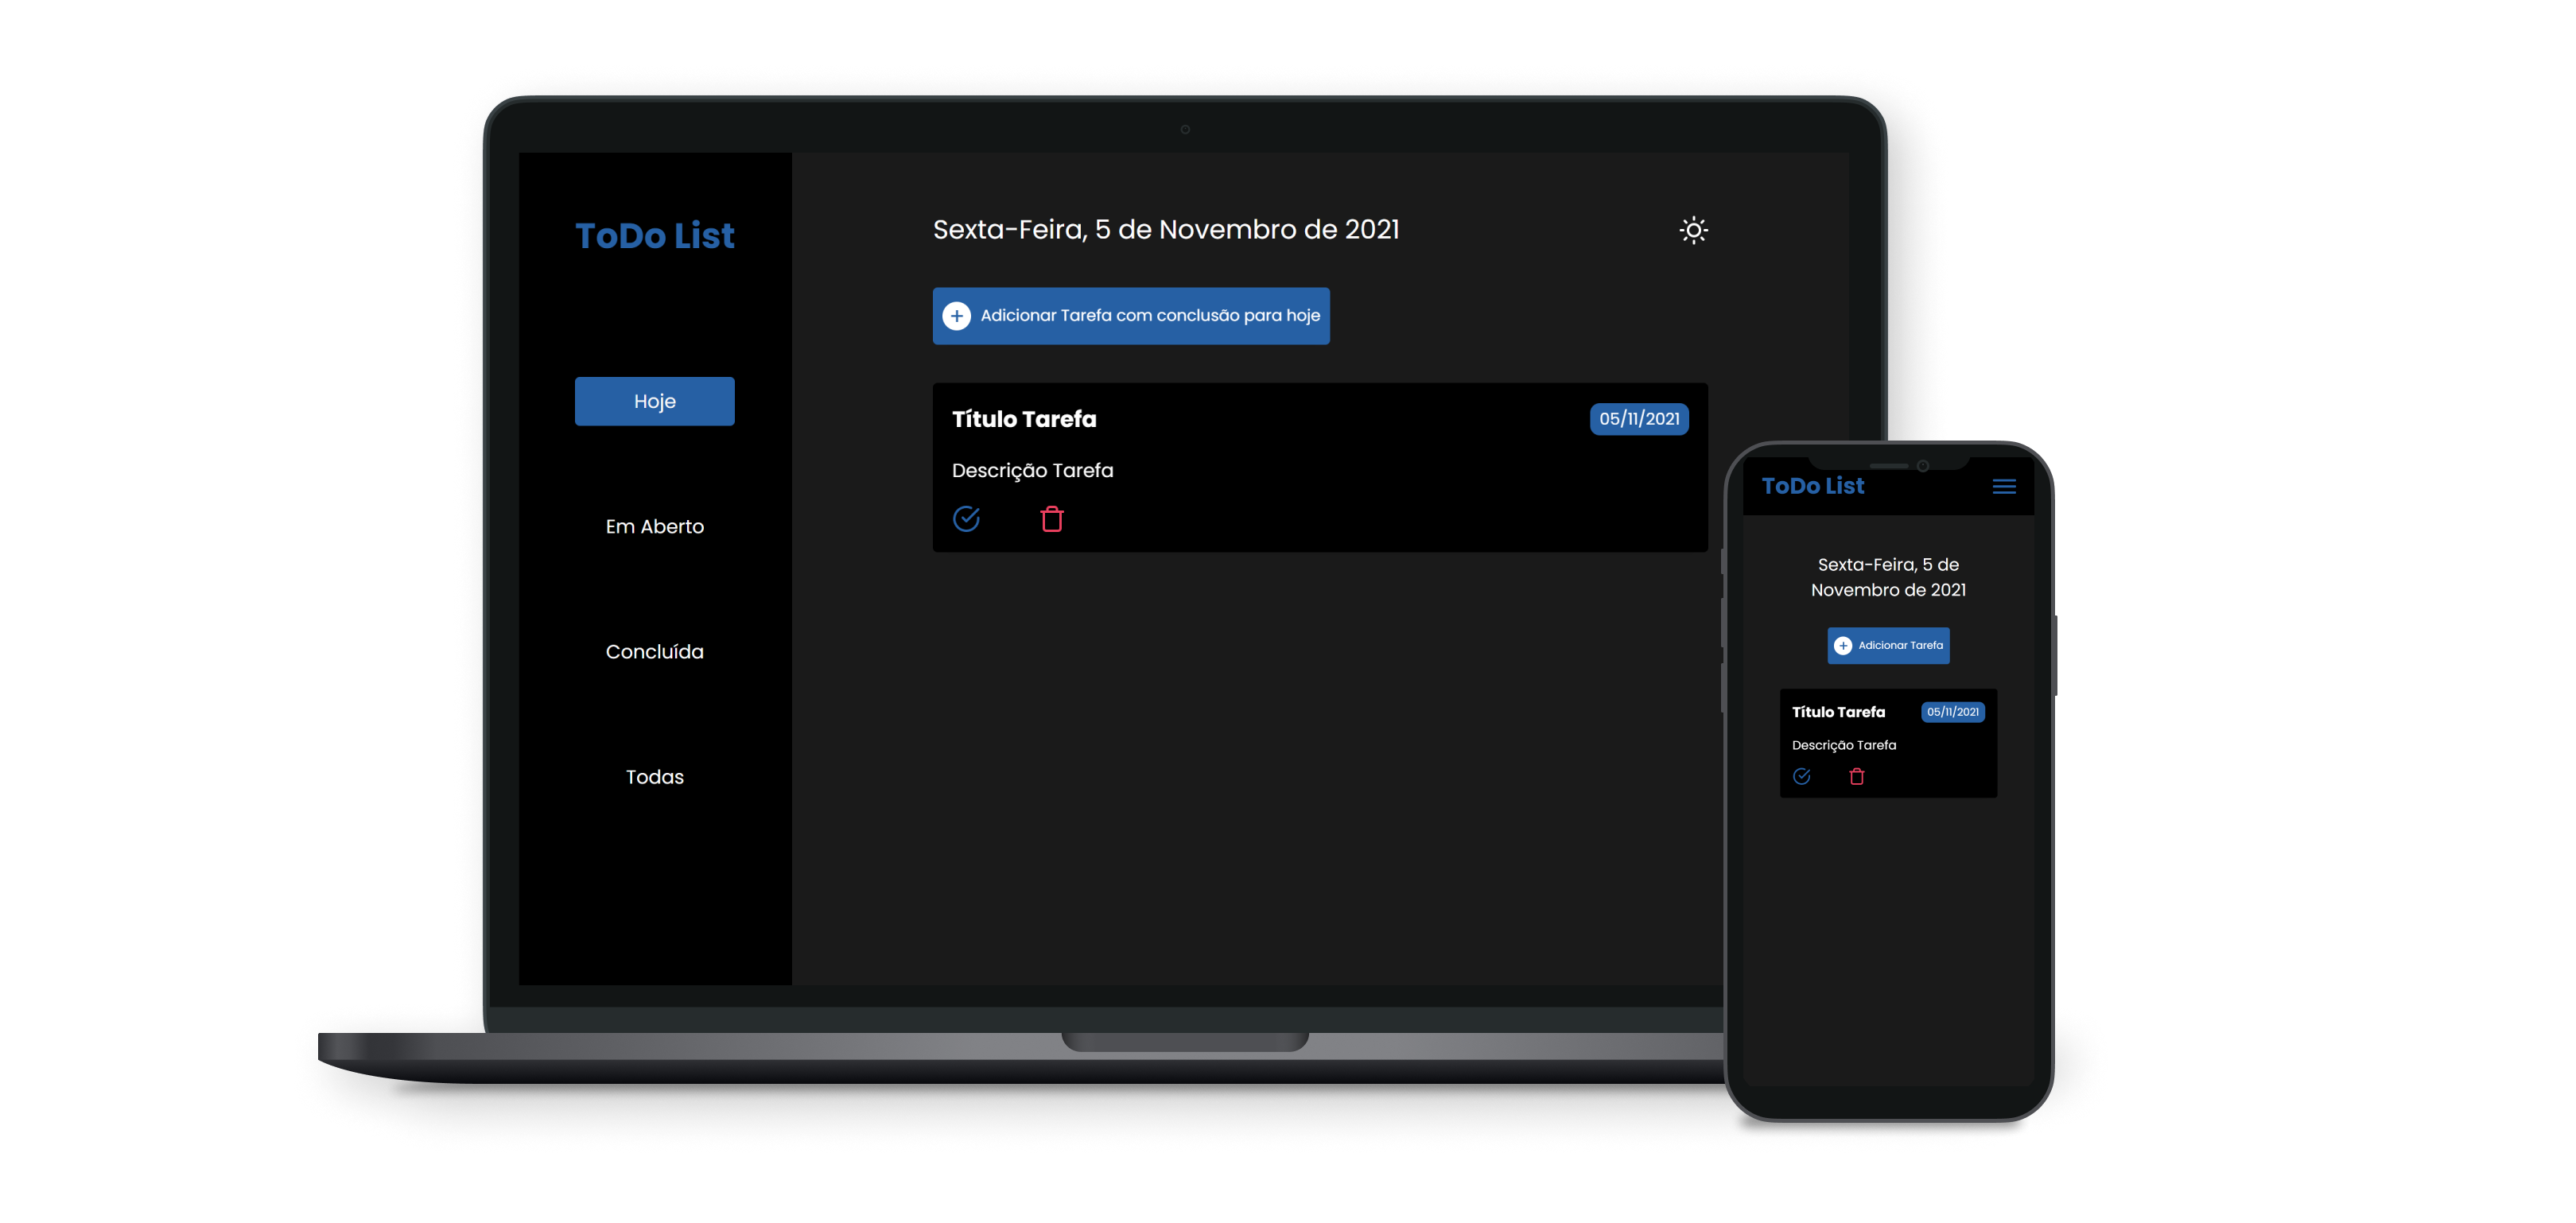 ToDo List
Hoje
Em Aberto
Concluída
Todas
Sexta-Feira, 5 de Novembro de 2021
Adicionar Tarefa com conclusão para hoje
Título Tarefa
05/11/2021
Descrição Tarefa
ToDo List
Sexta-Feira, 5 de
Novembro de 2021
Adicionar Tarefa
Título Tarefa
05/11/2021
Descrição Tarefa